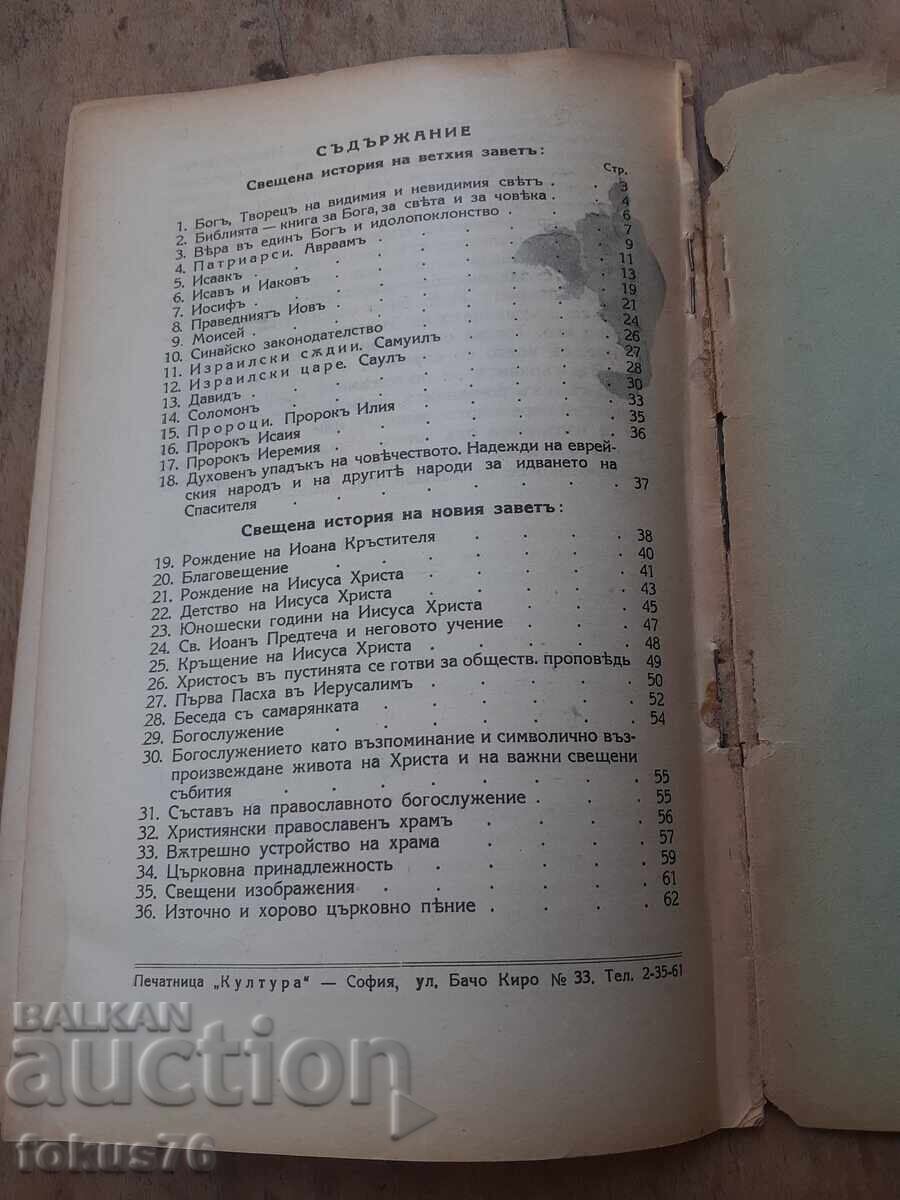 СЪДЪРЖАНИЕ
Свещена история на ветхия заветъ:
Стр.
1. Богъ, Творецъ на видимия и невидимия свѣтъ . . . 3
2. Библията — книга за Бога, за свѣта и за човѣка . . . 4
3. Вѣра въ единъ Богъ и идолопоклонство . . . 6
4. Патриарси. Авраамъ . . . 7
5. Исаакъ . . . 9
6. Исавъ и Иаковъ . . . 11
7. Иосифъ . . . 13
8. Праведниятъ Иовъ . . . 19
9. Моисей . . . 21
10. Синайско законодателство . . . 24
11. Израилски сѫдии. Самуилъ . . . 26
12. Израилски царе. Саулъ . . . 27
13. Давидъ . . . 28
14. Соломонъ . . . 30
15. Пророци. Пророкъ Илия . . . 33
16. Пророкъ Исаия . . . 35
17. Пророкъ Иеремия . . . 36
18. Духовенъ упадъкъ на човѣчеството. Надежди на еврей-
ския народъ и на другитѣ народи за идването на
Спасителя . . . 37
Свещена история на новия заветъ:
19. Рождение на Иоана Кръстителя . . . 38
20. Благовещение . . . 40
21. Рождение на Иисуса Христа . . . 41
22. Детство на Иисуса Христа . . . 43
23. Юношески години на Иисуса Христа . . . 45
24. Св. Иоанъ Предтеча и неговото учение . . . 47
25. Кръщение на Иисуса Христа . . . 48
26. Христосъ въ пустинята се готви за обществ. проповѣдь 49
27. Първа Пасха въ Иерусалимъ . . . 50
28. Беседа съ самарянката . . . 52
29. Богослужение . . . 54
30. Богослужението като възпоминание и символично въз-
произвеждане живота на Христа и на важни свещени
събития . . . 55
31. Съставъ на православното богослужение . . . 55
32. Християнски православенъ храмъ . . . 56
33. Вѫтрешно устройство на храма . . . 57
34. Църковна принадлежность . . . 59
35. Свещени изображения . . . 61
36. Източно и хорово църковно пѣние . . . 62
Печатница „Култура" — София, ул. Бачо Киро № 33. Тел. 2-35-61
BALKAN
auction
fokus76